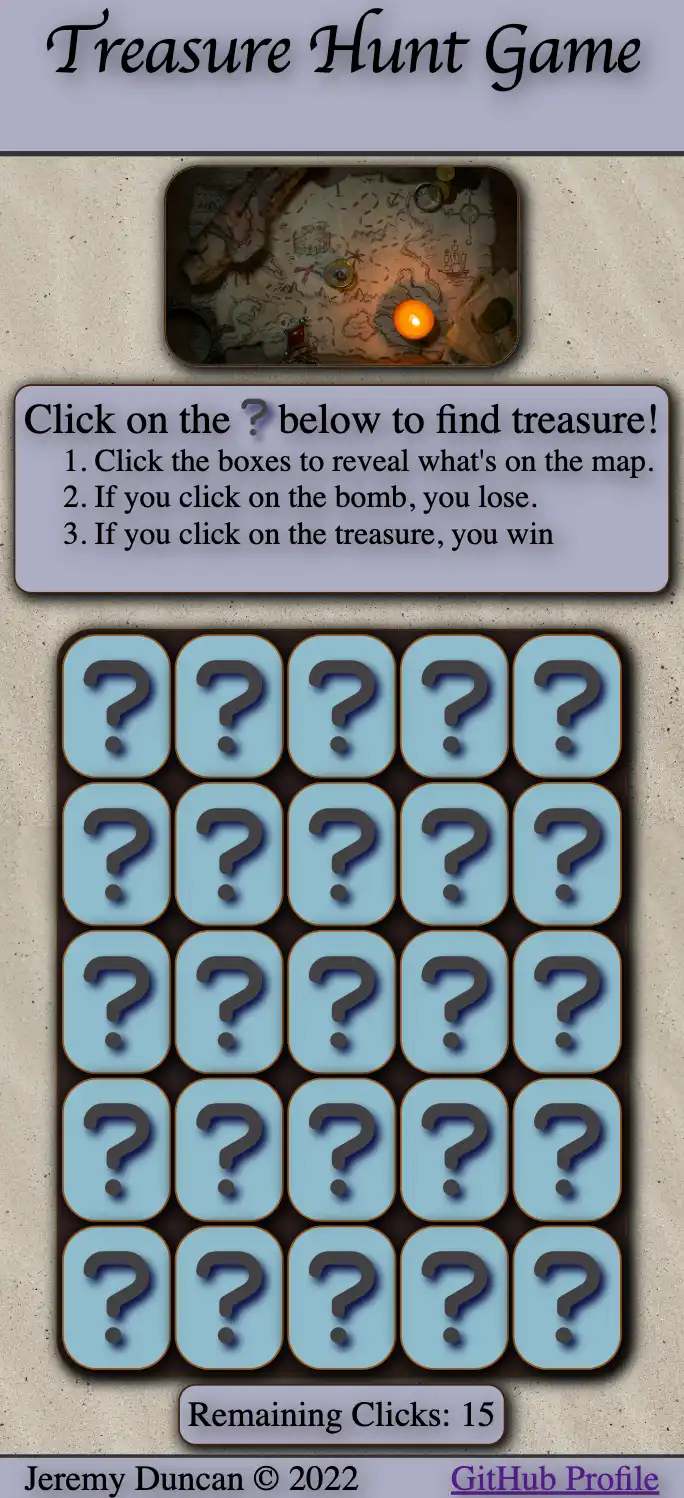 Treasure Hunt Game
Click on the ? below to find treasure!
1. Click the boxes to reveal what's on the map.
2. If you click on the bomb, you lose.
3. If you click on the treasure, you win
? ? ? ? ?
? ? ? ? ?
? ? ? ? ?
? ? ? ? ?
? ? ? ? ?
Remaining Clicks: 15
Jeremy Duncan © 2022 GitHub Profile